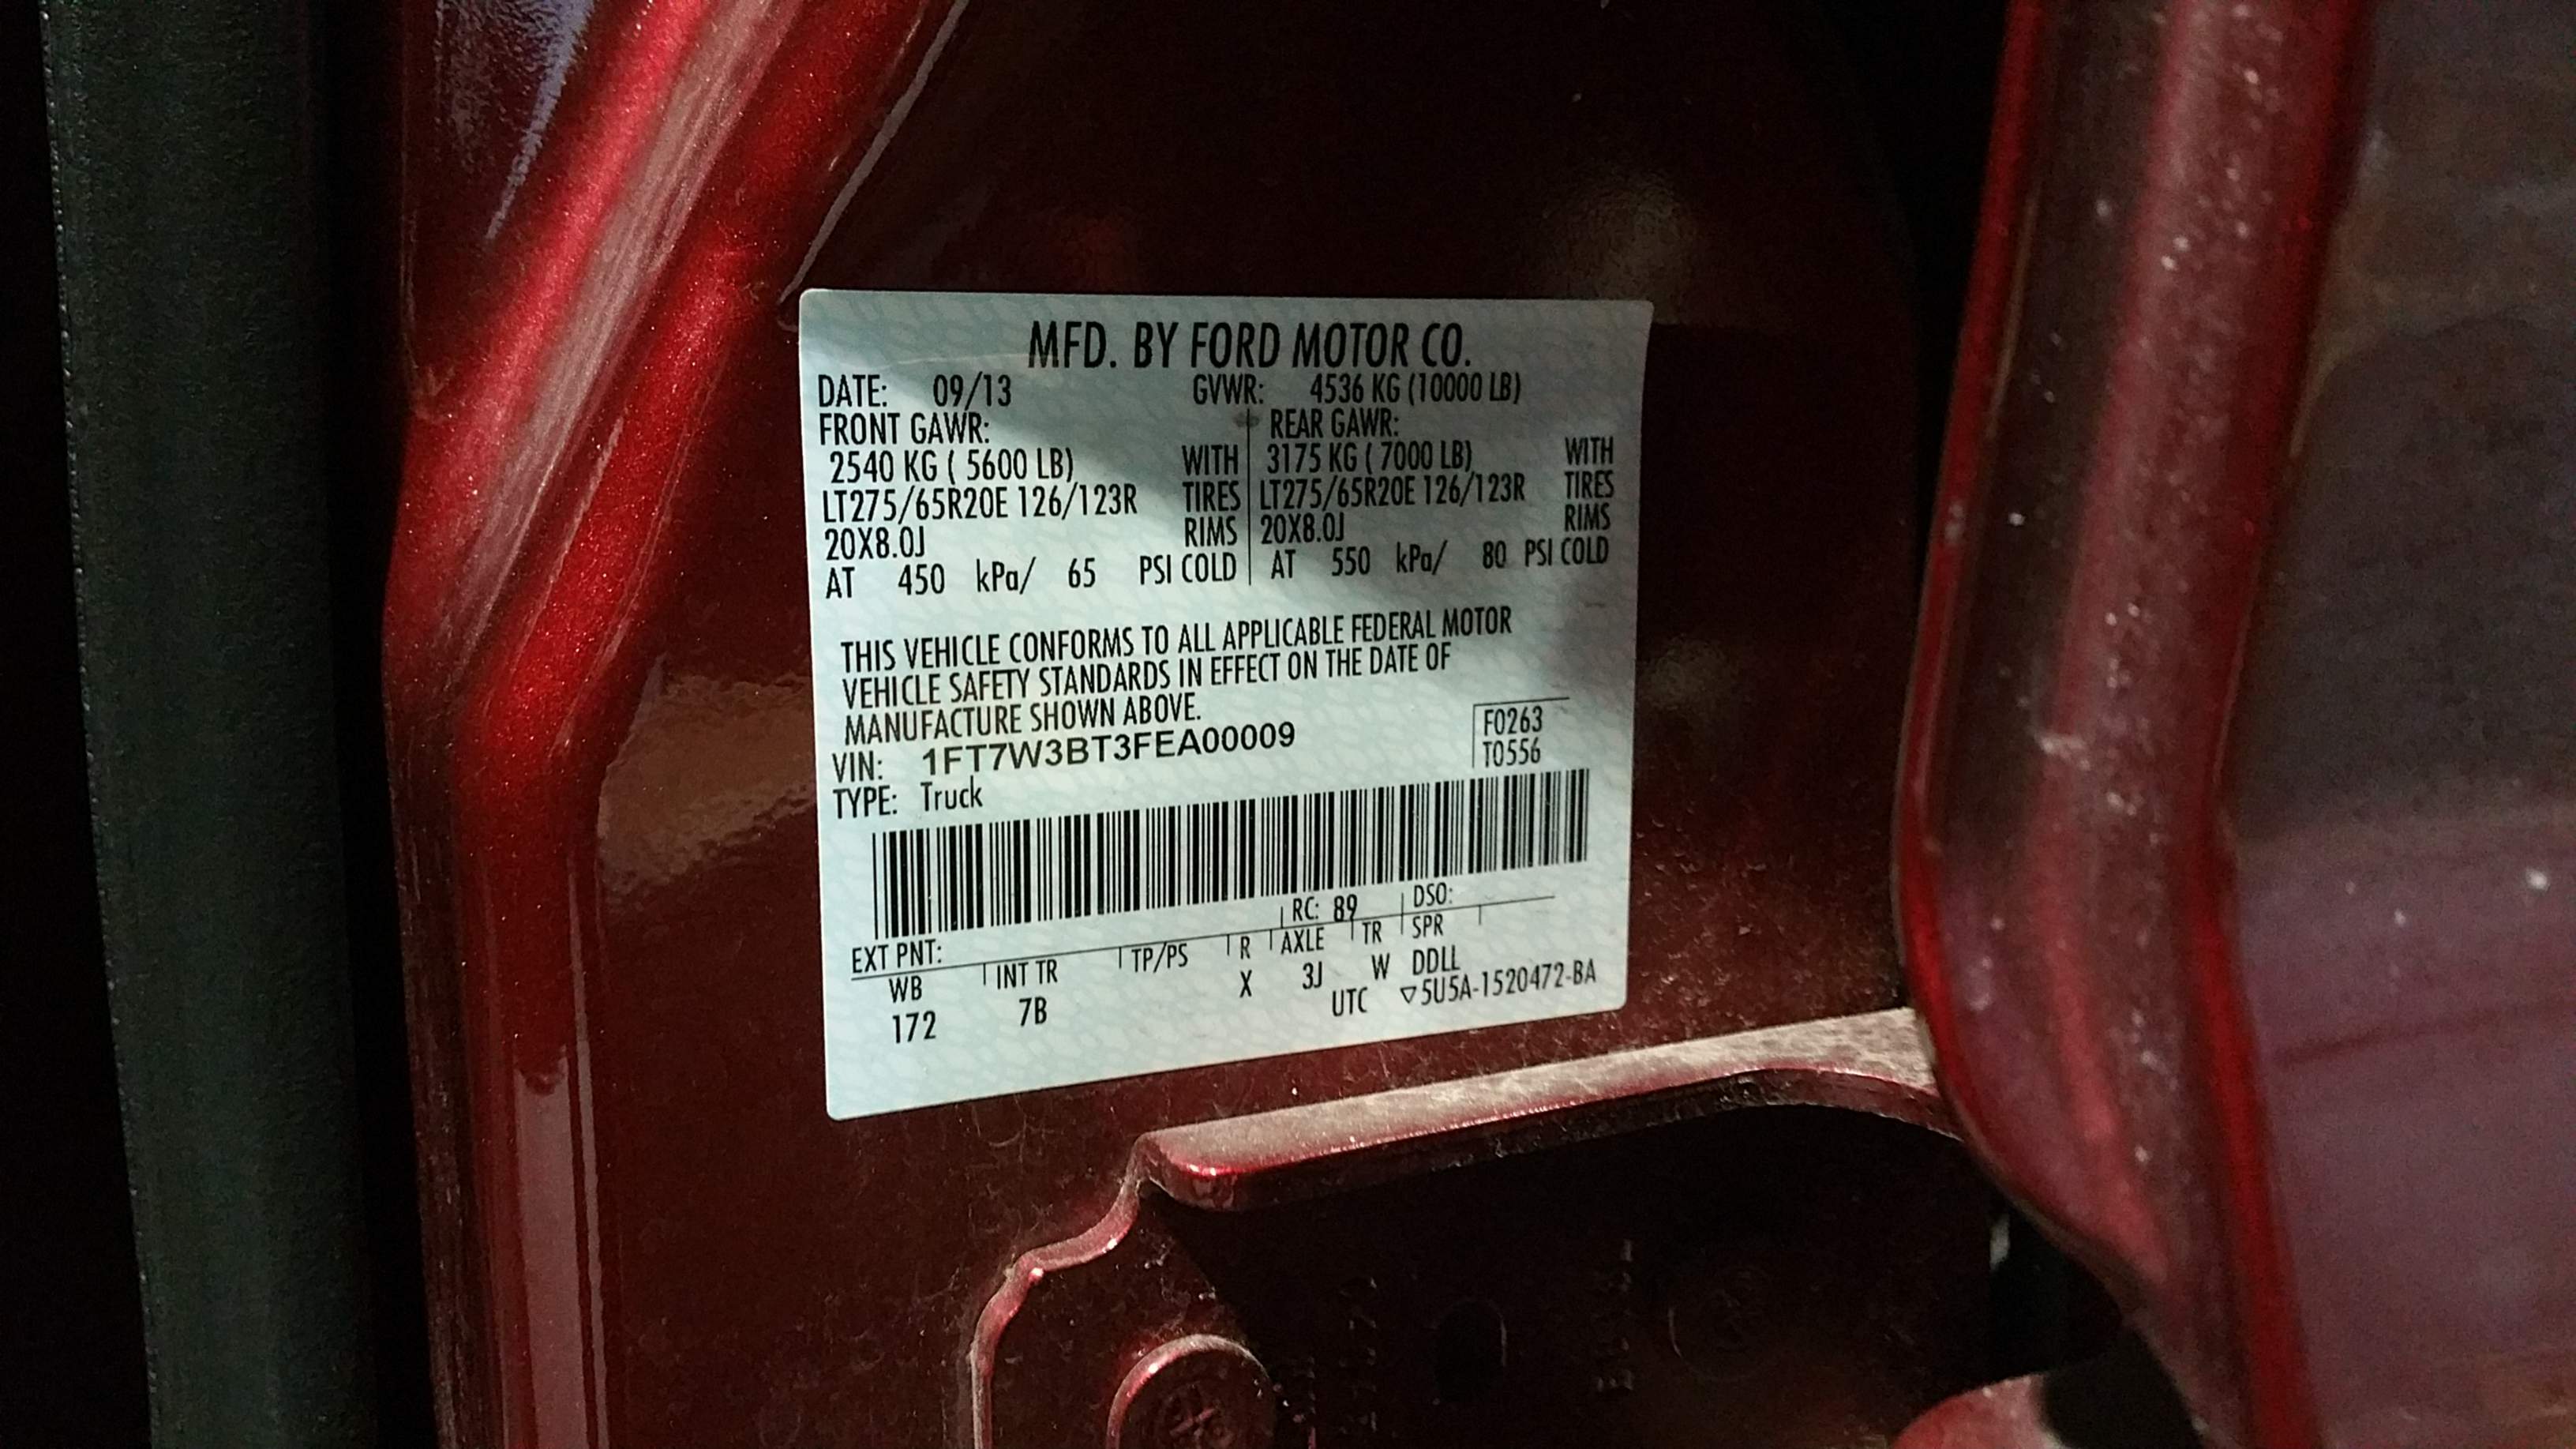 MFD. BY FORD MOTOR CO.
DATE: 09/13 GVWR: 4536 KG (10000 LB)
FRONT GAWR: REAR GAWR:
2540 KG ( 5600 LB) WITH 3175 KG ( 7000 LB) WITH
LT275/65R20E 126/123R TIRES LT275/65R20E 126/123R TIRES
20X8.0J RIMS 20X8.0J RIMS
AT 450 kPa/ 65 PSI COLD AT 550 kPa/ 80 PSI COLD
THIS VEHICLE CONFORMS TO ALL APPLICABLE FEDERAL MOTOR
VEHICLE SAFETY STANDARDS IN EFFECT ON THE DATE OF
MANUFACTURE SHOWN ABOVE.
VIN: 1FT7W3BT3FEA00009 F0263
TYPE: Truck T0556
EXT PNT: RC: 89 DSO:
WB INT TR TP/PS R AXLE TR SPR
172 7B X 3J W DDLL
UTC ▽5U5A-1520472-BA